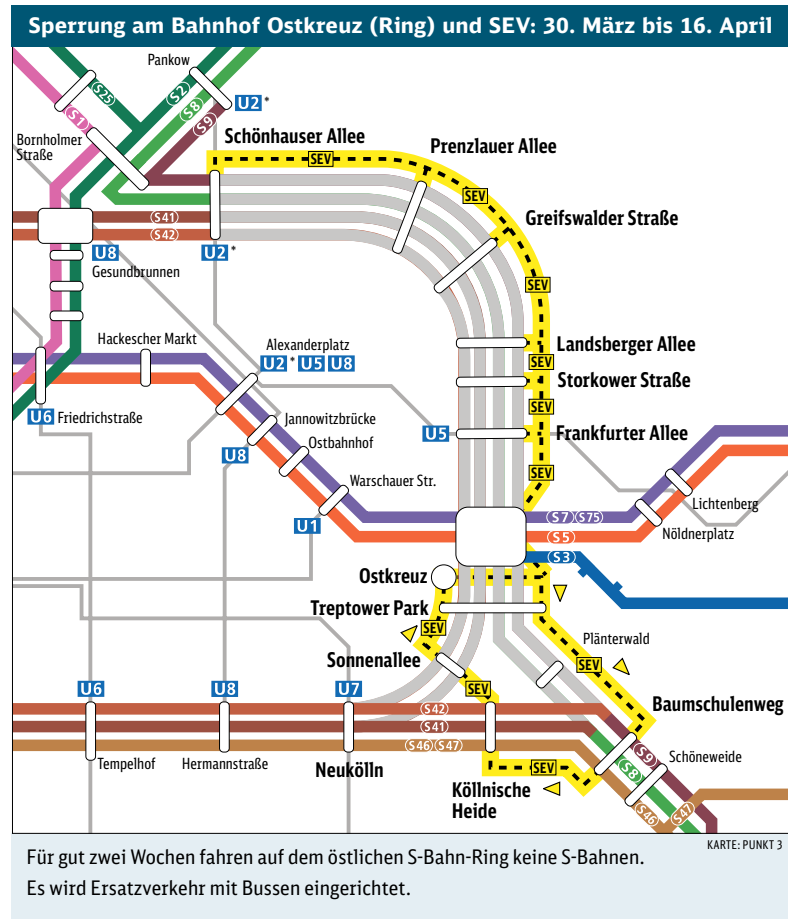 Sperrung am Bahnhof Ostkreuz (Ring) und SEV: 30. März bis 16. April
Pankow
S25
S2
S8
S9
S1
U2 *
Bornholmer
Straße
Schönhauser Allee
Prenzlauer Allee
SEV
SEV
Greifswalder Straße
S41
S42
U8
U2 *
Gesundbrunnen
SEV
Hackescher Markt
Alexanderplatz
U2 * U5 U8
Landsberger Allee
SEV
Storkower Straße
SEV
U6 Friedrichstraße
Jannowitzbrücke
U5
Frankfurter Allee
U8
Ostbahnhof
SEV
Warschauer Str.
Lichtenberg
U1
S7 S75
Nöldnerplatz
S5
S3
Ostkreuz
Treptower Park
SEV
Plänterwald
Sonnenallee
SEV
SEV
U6
U8
U7
Baumschulenweg
S42
S41
S46 S47
S9
S8
Schöneweide
Tempelhof
Hermannstraße
Neukölln
SEV
Köllnische
Heide
S46
S47
KARTE: PUNKT 3
Für gut zwei Wochen fahren auf dem östlichen S-Bahn-Ring keine S-Bahnen.
Es wird Ersatzverkehr mit Bussen eingerichtet.